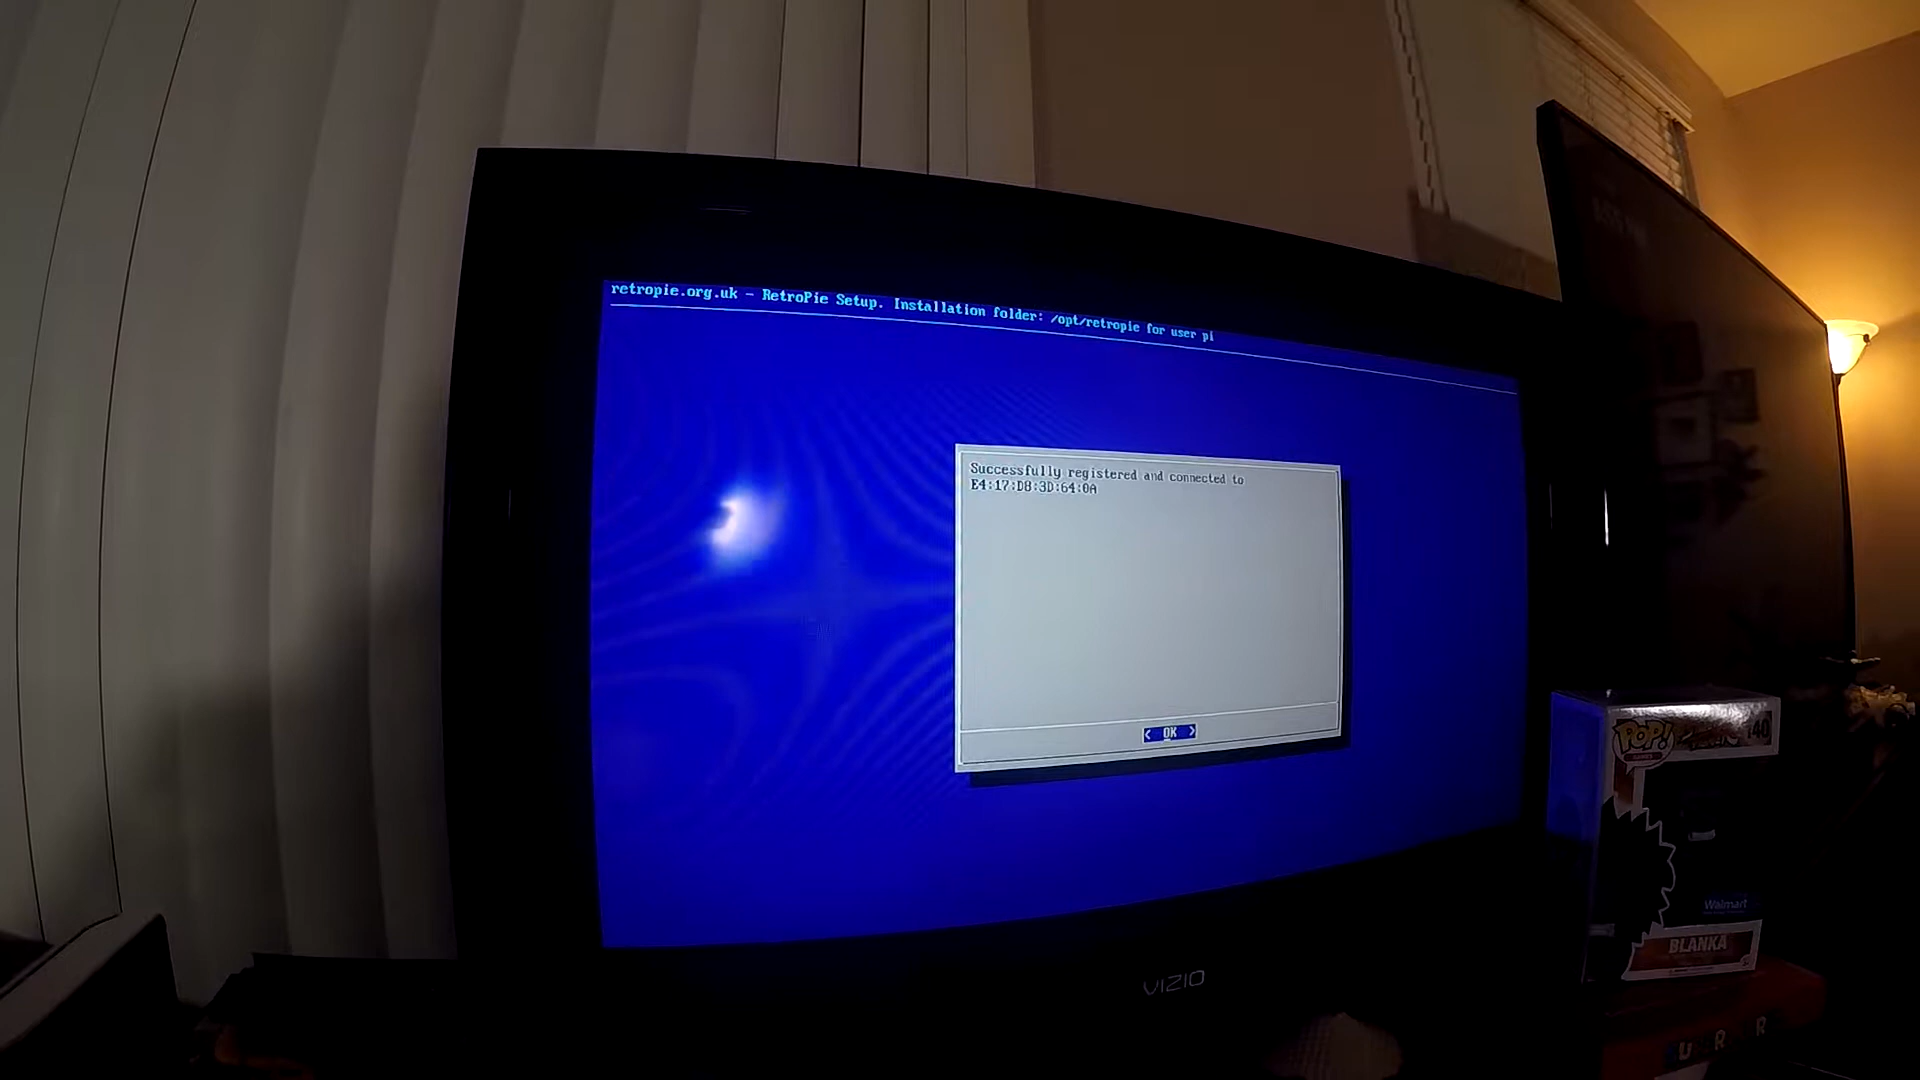 retropie.org.uk - RetroPie Setup. Installation folder: /opt/retropie for user pi
Successfully registered and connected to
E4:17:D8:3D:64:0A
< OK >
VIZIO
POP!
Walmart
BLANKA